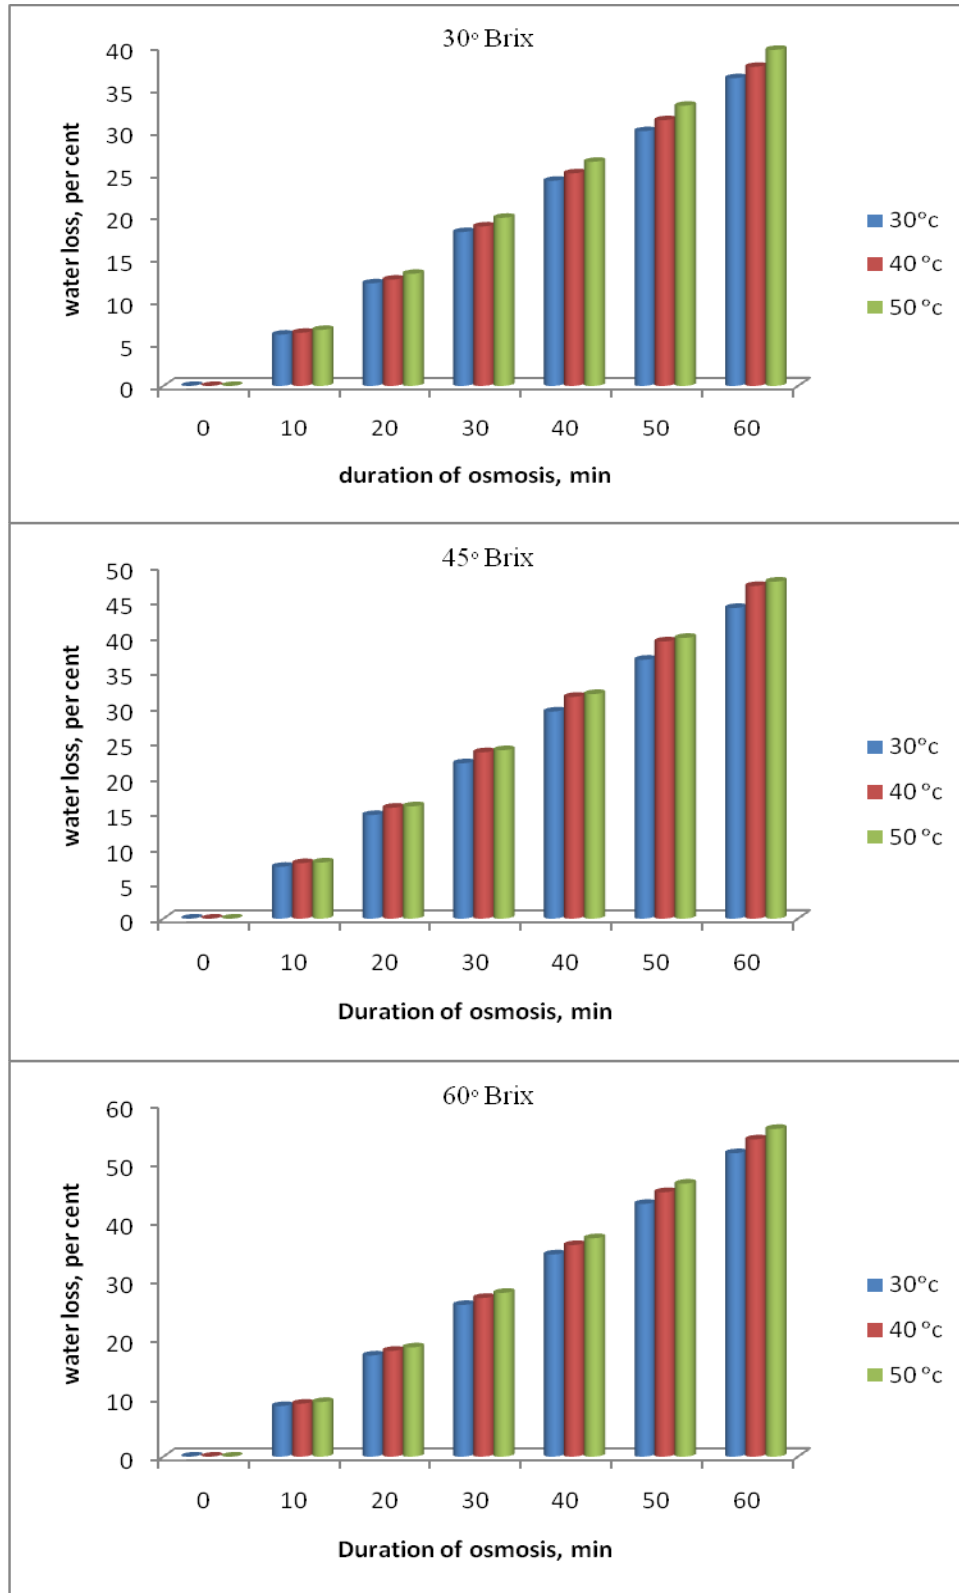 30° Brix
water loss, per cent
40
35
30
25
20
15
10
5
0
0 10 20 30 40 50 60
duration of osmosis, min
30°c
40 °c
50 °c
45° Brix
water loss, per cent
50
45
40
35
30
25
20
15
10
5
0
0 10 20 30 40 50 60
Duration of osmosis, min
30°c
40 °c
50 °c
60° Brix
water loss, per cent
60
50
40
30
20
10
0
0 10 20 30 40 50 60
Duration of osmosis, min
30°c
40 °c
50 °c